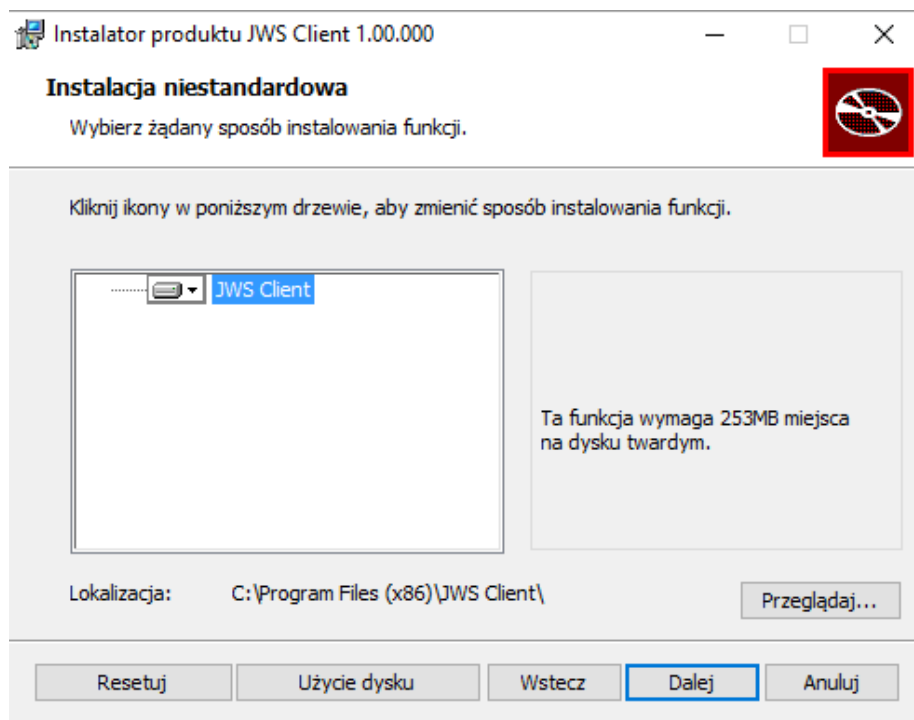 Instalator produktu JWS Client 1.00.000
Instalacja niestandardowa
Wybierz żądany sposób instalowania funkcji.
Kliknij ikony w poniższym drzewie, aby zmienić sposób instalowania funkcji.
JWS Client
Ta funkcja wymaga 253MB miejsca
na dysku twardym.
Lokalizacja: C:\Program Files (x86)\JWS Client\
Przeglądaj...
Resetuj Użycie dysku Wstecz Dalej Anuluj